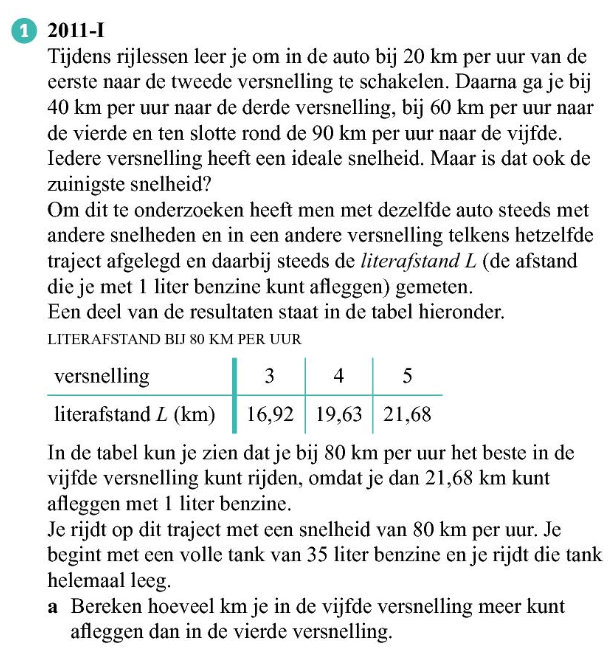 1 2011-I
Tijdens rijlessen leer je om in de auto bij 20 km per uur van de
eerste naar de tweede versnelling te schakelen. Daarna ga je bij
40 km per uur naar de derde versnelling, bij 60 km per uur naar
de vierde en ten slotte rond de 90 km per uur naar de vijfde.
Iedere versnelling heeft een ideale snelheid. Maar is dat ook de
zuinigste snelheid?
Om dit te onderzoeken heeft men met dezelfde auto steeds met
andere snelheden en in een andere versnelling telkens hetzelfde
traject afgelegd en daarbij steeds de literafstand L (de afstand
die je met 1 liter benzine kunt afleggen) gemeten.
Een deel van de resultaten staat in de tabel hieronder.
LITERAFSTAND BIJ 80 KM PER UUR
versnelling 3 4 5
literafstand L (km) 16,92 19,63 21,68
In de tabel kun je zien dat je bij 80 km per uur het beste in de
vijfde versnelling kunt rijden, omdat je dan 21,68 km kunt
afleggen met 1 liter benzine.
Je rijdt op dit traject met een snelheid van 80 km per uur. Je
begint met een volle tank van 35 liter benzine en je rijdt die tank
helemaal leeg.
a Bereken hoeveel km je in de vijfde versnelling meer kunt
afleggen dan in de vierde versnelling.